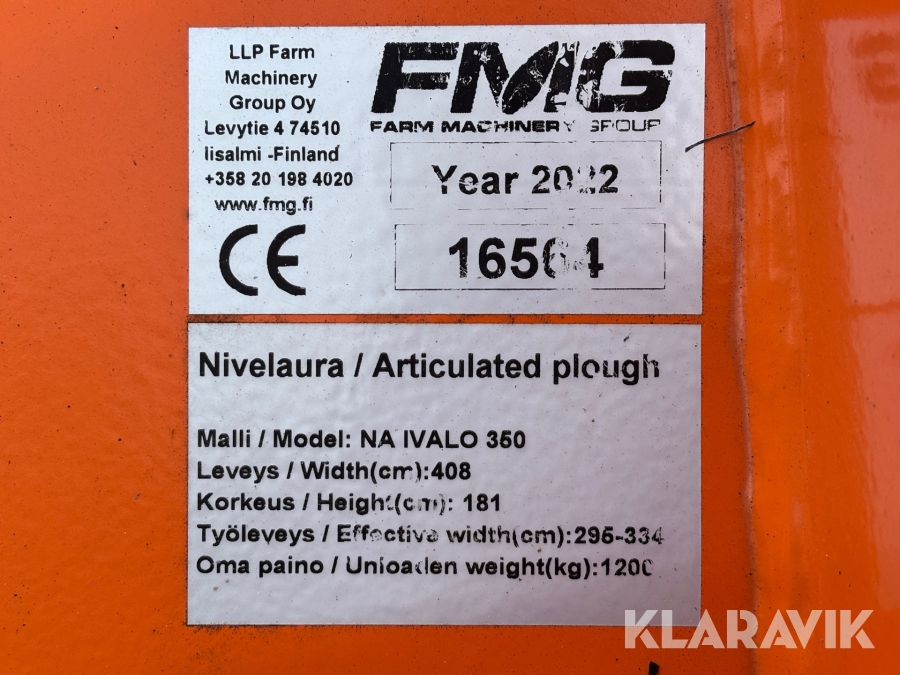 LLP Farm
Machinery
Group Oy
Levytie 4 74510
Iisalmi -Finland
+358 20 198 4020
www.fmg.fi
CE
FMG
FARM MACHINERY GROUP
Year 2022
16564
Nivelaura / Articulated plough
Malli / Model: NA IVALO 350
Leveys / Width(cm):408
Korkeus / Height(cm): 181
Työleveys / Effective width(cm):295-334
Oma paino / Unloaden weight(kg):1200
KLARAVIK